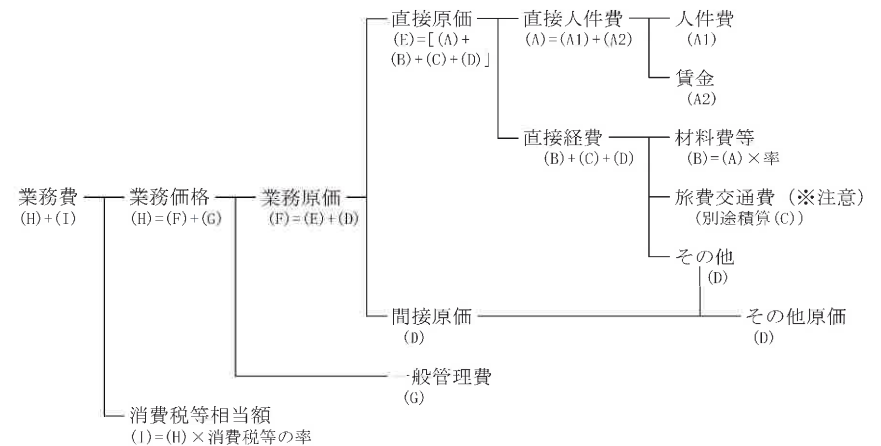 直接原価
(E)=[(A)+
(B)+(C)+(D)」
直接人件費
(A)=(A1)+(A2)
人件費
(A1)
賃金
(A2)
直接経費
(B)+(C)+(D)
材料費等
(B)=(A)×率
業務費
(H)+(I)
業務価格
(H)=(F)+(G)
業務原価
(F)=(E)+(D)
旅費交通費（※注意）
(別途積算(C))
その他
(D)
間接原価
(D)
その他原価
(D)
一般管理費
(G)
消費税等相当額
(I)=(H)×消費税等の率